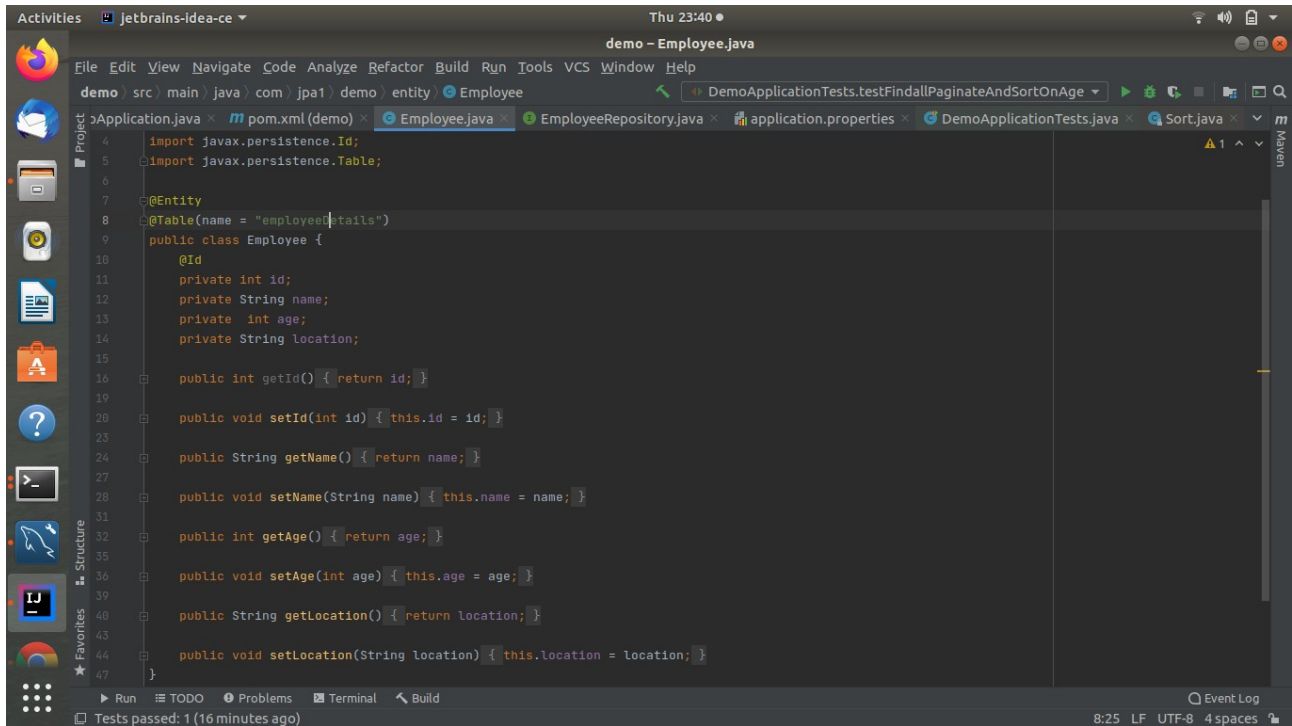 Activities jetbrains-idea-ce Thu 23:40
demo – Employee.java
File Edit View Navigate Code Analyze Refactor Build Run Tools VCS Window Help
demo src main java com jpa1 demo entity Employee DemoApplicationTests.testFindallPaginateAndSortOnAge
Project oApplication.java pom.xml (demo) Employee.java EmployeeRepository.java application.properties DemoApplicationTests.java Sort.java Maven
4 import javax.persistence.Id; 1
5 import javax.persistence.Table;
6
7 @Entity
8 @Table(name = "employeeDetails")
9 public class Employee {
10 @Id
11 private int id;
12 private String name;
13 private  int age;
14 private String location;
15
16 public int getId() { return id; }
19
20 public void setId(int id) { this.id = id; }
23
24 public String getName() { return name; }
27
28 public void setName(String name) { this.name = name; }
31
32 public int getAge() { return age; }
35
36 public void setAge(int age) { this.age = age; }
39
40 public String getLocation() { return location; }
43
44 public void setLocation(String location) { this.location = location; }
47 }
Structure
Favorites
Run TODO Problems Terminal Build Event Log
Tests passed: 1 (16 minutes ago) 8:25 LF UTF-8 4 spaces